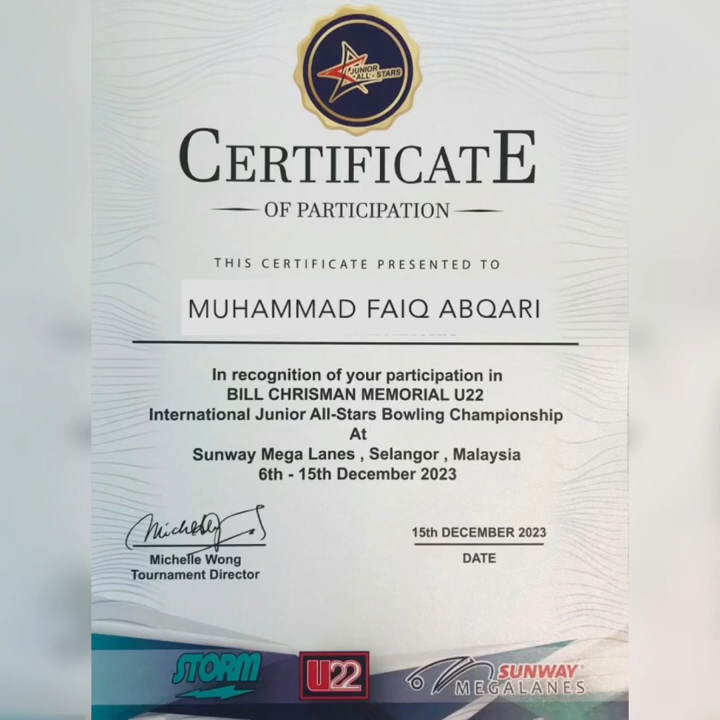 JUNIOR
ALL-STARS
CERTIFICATE
OF PARTICIPATION
THIS CERTIFICATE PRESENTED TO
MUHAMMAD FAIQ ABQARI
In recognition of your participation in
BILL CHRISMAN MEMORIAL U22
International Junior All-Stars Bowling Championship
At
Sunway Mega Lanes , Selangor , Malaysia
6th - 15th December 2023
Michelle Wong
Tournament Director
15th DECEMBER 2023
DATE
STORM
U22
SUNWAY®
MEGALANES